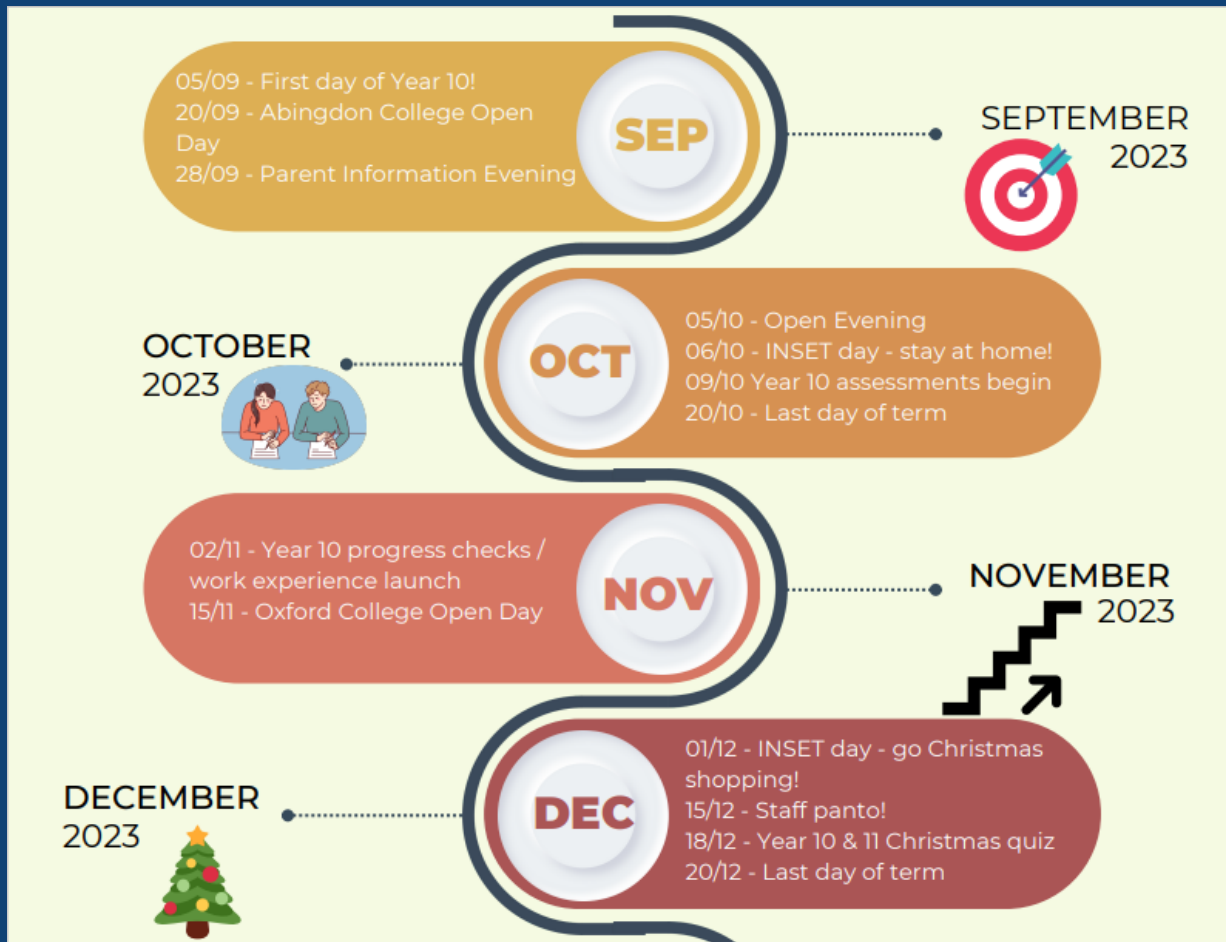 05/09 - First day of Year 10!
20/09 - Abingdon College Open
Day
28/09 - Parent Information Evening
SEP
SEPTEMBER
2023
OCTOBER
2023
OCT
05/10 - Open Evening
06/10 - INSET day - stay at home!
09/10 Year 10 assessments begin
20/10 - Last day of term
02/11 - Year 10 progress checks /
work experience launch
15/11 - Oxford College Open Day
NOV
NOVEMBER
2023
DECEMBER
2023
DEC
01/12 - INSET day - go Christmas
shopping!
15/12 - Staff panto!
18/12 - Year 10 & 11 Christmas quiz
20/12 - Last day of term